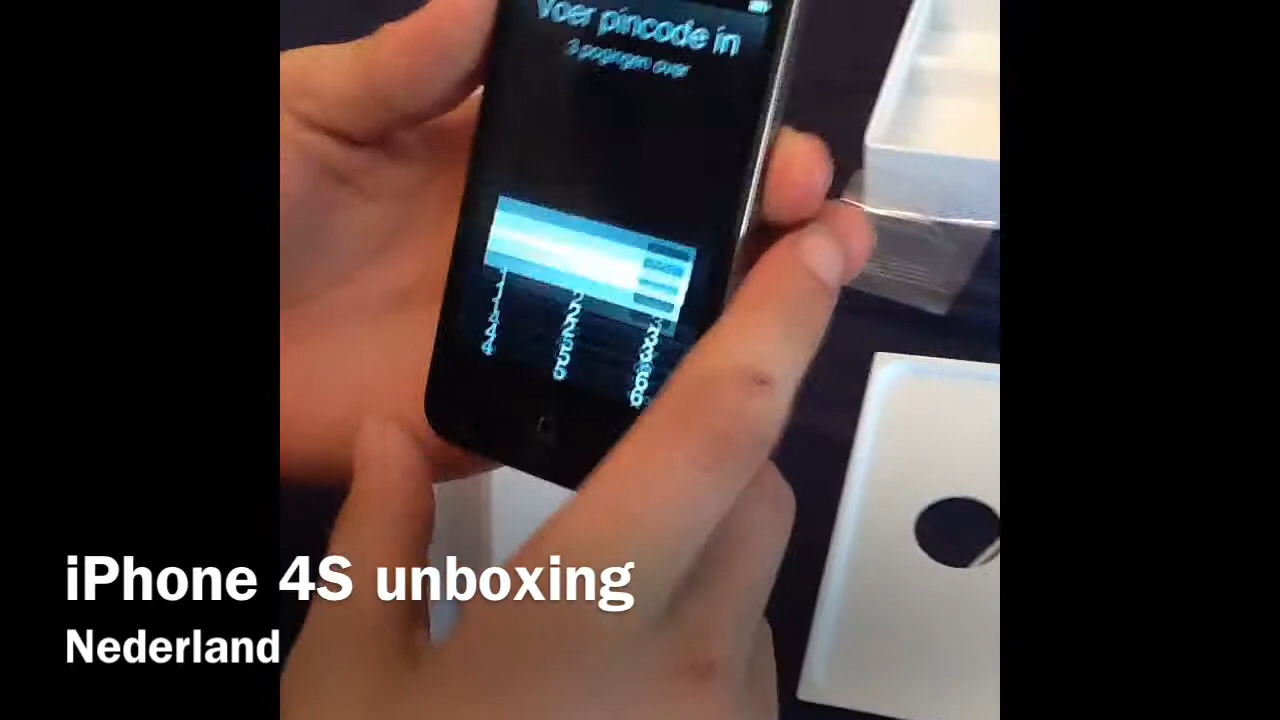 Voer pincode in
3 pogingen over
iPhone 4S unboxing
Nederland